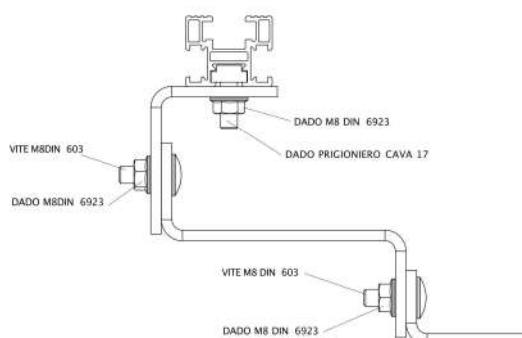 DADO M8 DIN 6923
DADO PRIGIONIERO CAVA 17
VITE M8DIN 603
DADO M8DIN 6923
VITE M8 DIN 603
DADO M8 DIN 6923